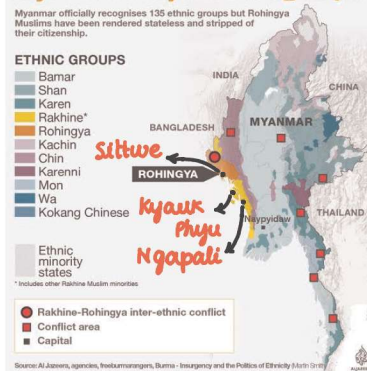 Myanmar officially recognises 135 ethnic groups but Rohingya
Muslims have been rendered stateless and stripped of
their citizenship.
ETHNIC GROUPS
Bamar
Shan
Karen
Rakhine*
Rohingya
Kachin
Chin
Karenni
Mon
Wa
Kokang Chinese
Ethnic
minority
states
* Includes other Rakhine Muslim minorities
INDIA
CHINA
BANGLADESH
MYANMAR
Sittwe
ROHINGYA
Kyauk
Phyu
Ngapali
Naypyidaw
THAILAND
Rakhine-Rohingya inter-ethnic conflict
Conflict area
Capital
Source: Al Jazeera, agencies, freeburmarangers, Burma - Insurgency and the Politics of Ethnicity (Martin Smith)